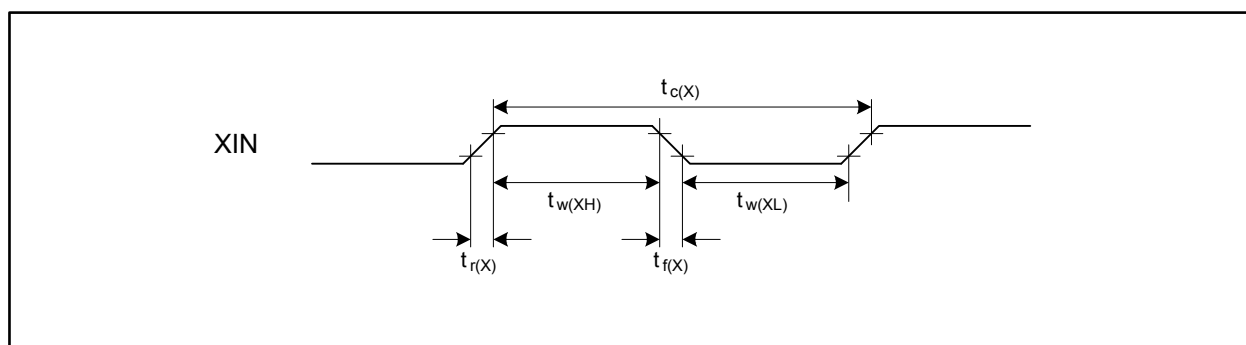 t c(X)
XIN
t w(XH)
t w(XL)
t r(X)
t f(X)